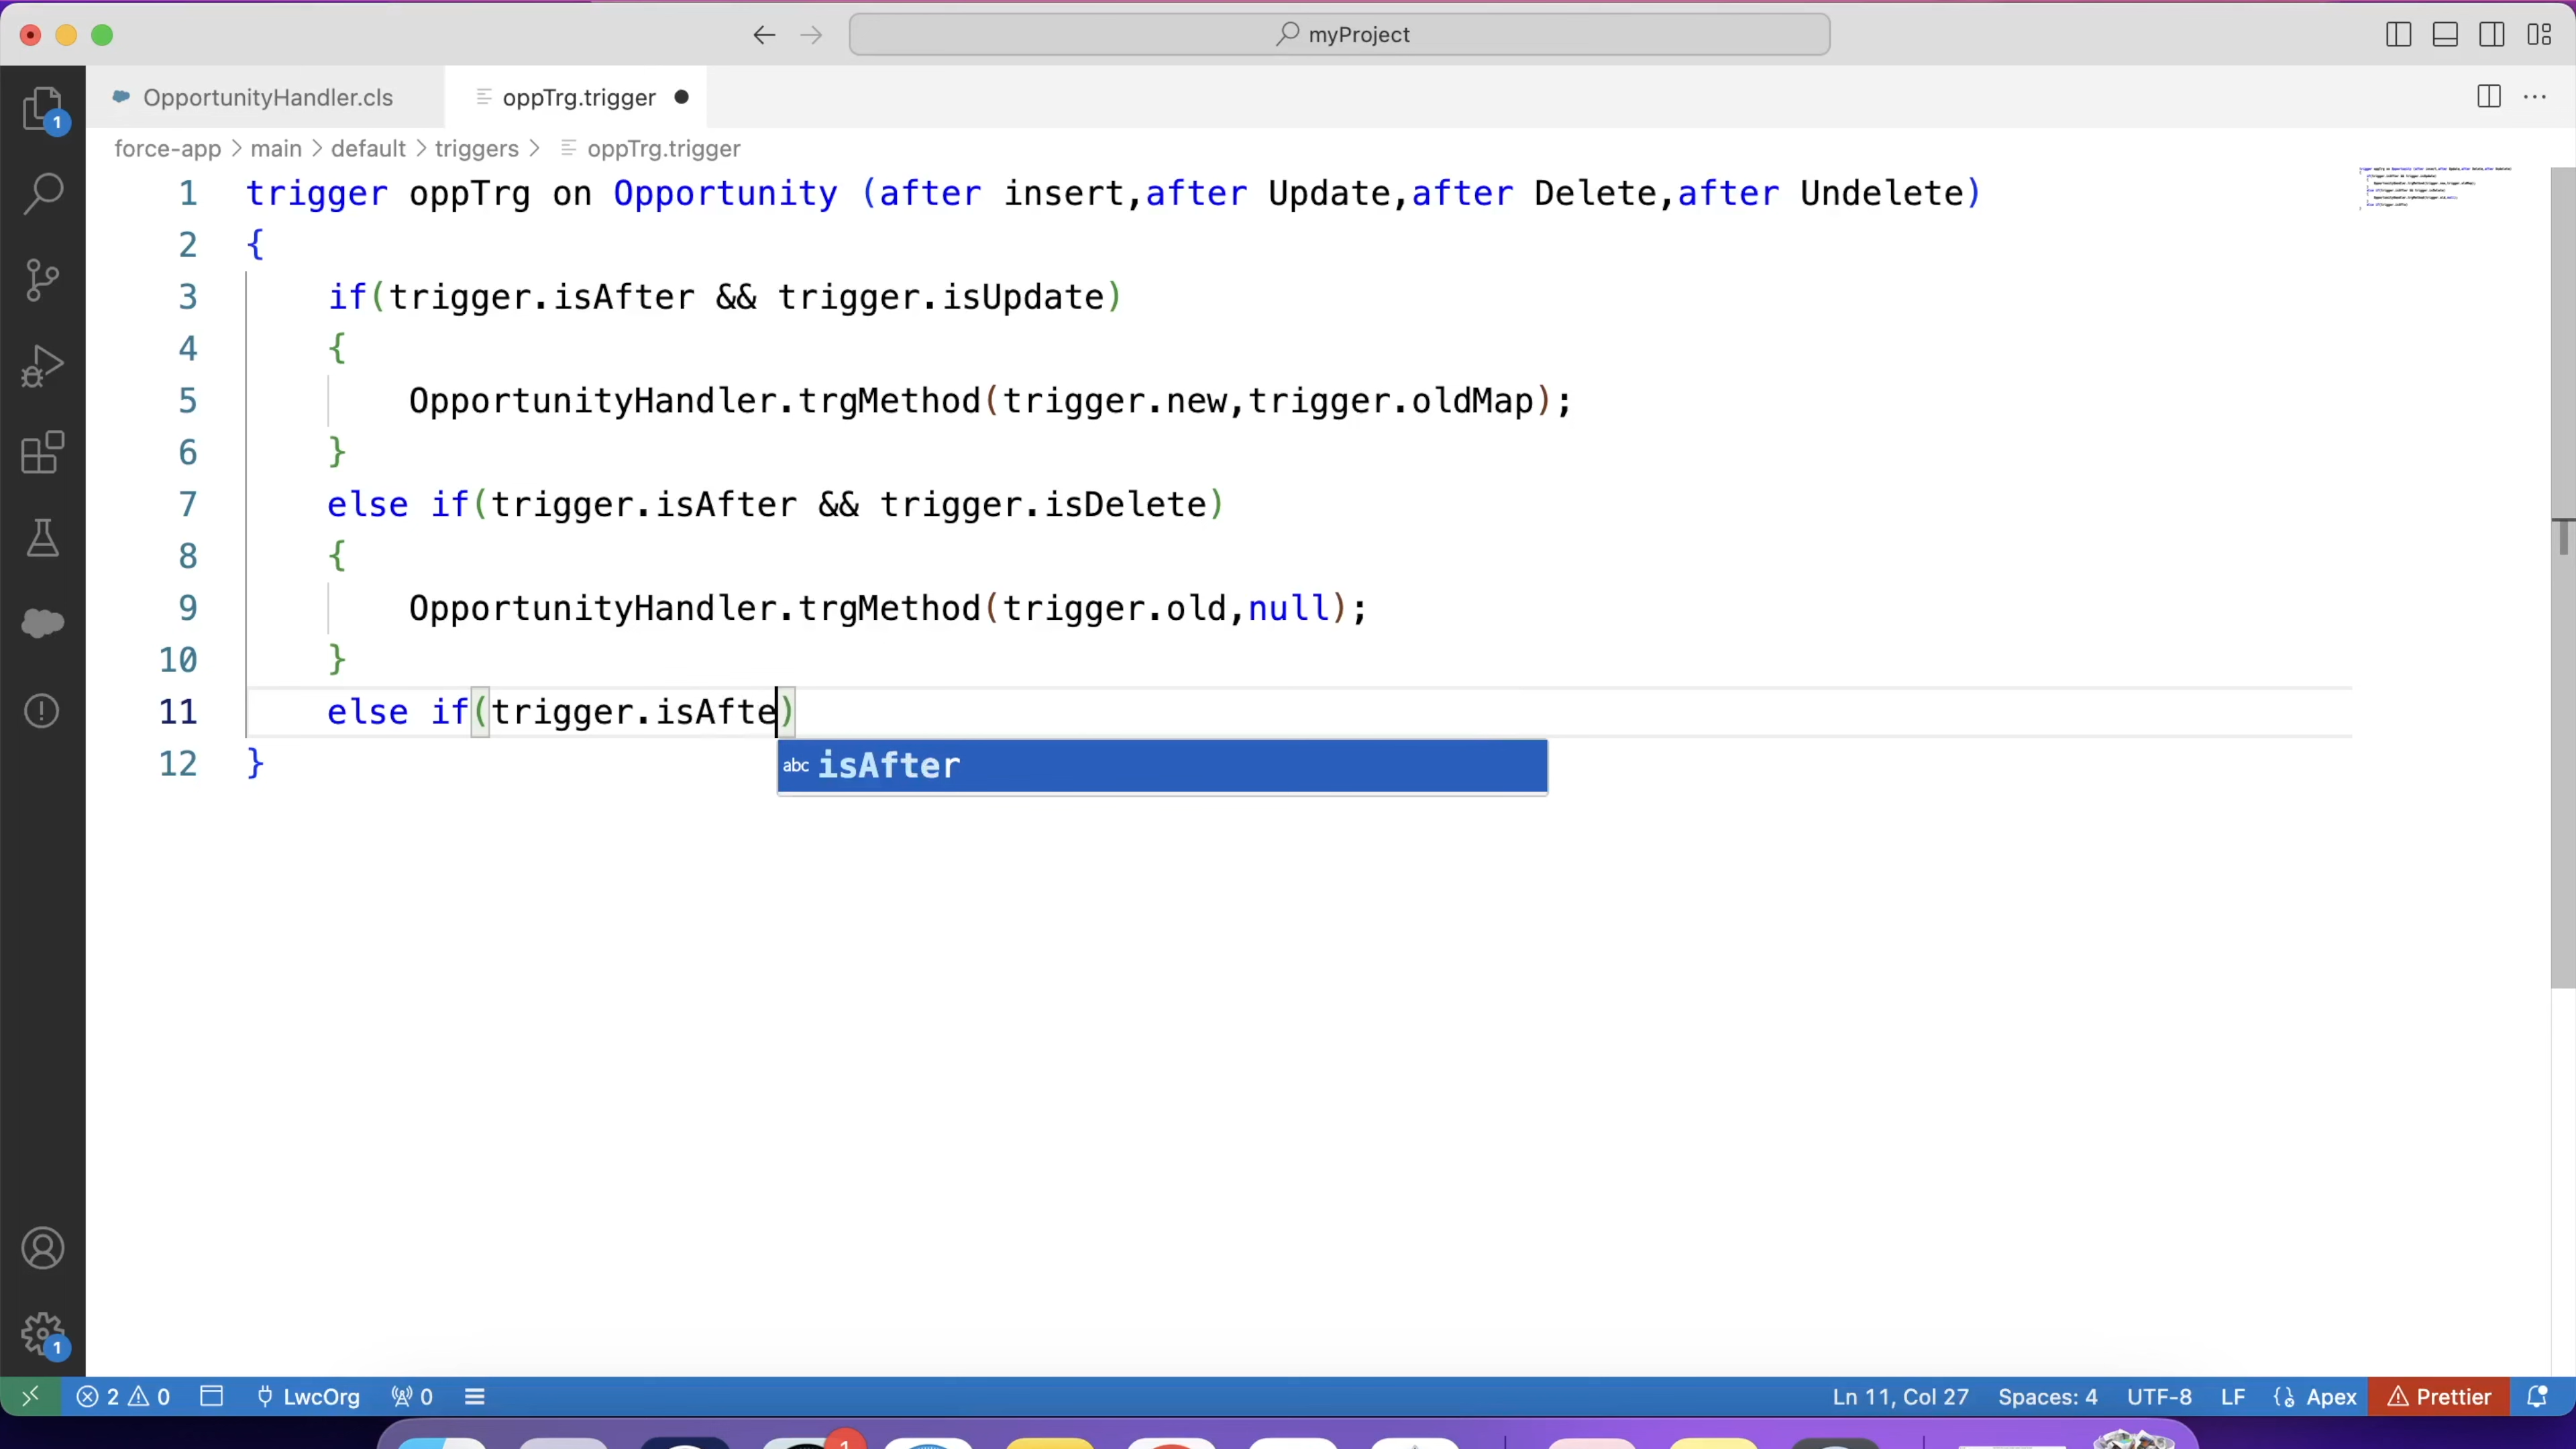 myProject
OpportunityHandler.cls
oppTrg.trigger
force-app > main > default > triggers > oppTrg.trigger
1 trigger oppTrg on Opportunity (after insert,after Update,after Delete,after Undelete)
2 {
3 if(trigger.isAfter && trigger.isUpdate)
4 {
5 OpportunityHandler.trgMethod(trigger.new,trigger.oldMap);
6 }
7 else if(trigger.isAfter && trigger.isDelete)
8 {
9 OpportunityHandler.trgMethod(trigger.old,null);
10 }
11 else if(trigger.isAfte)
12 }
abc isAfter
1
1
2 0 LwcOrg 0 Ln 11, Col 27 Spaces: 4 UTF-8 LF Apex Prettier
1